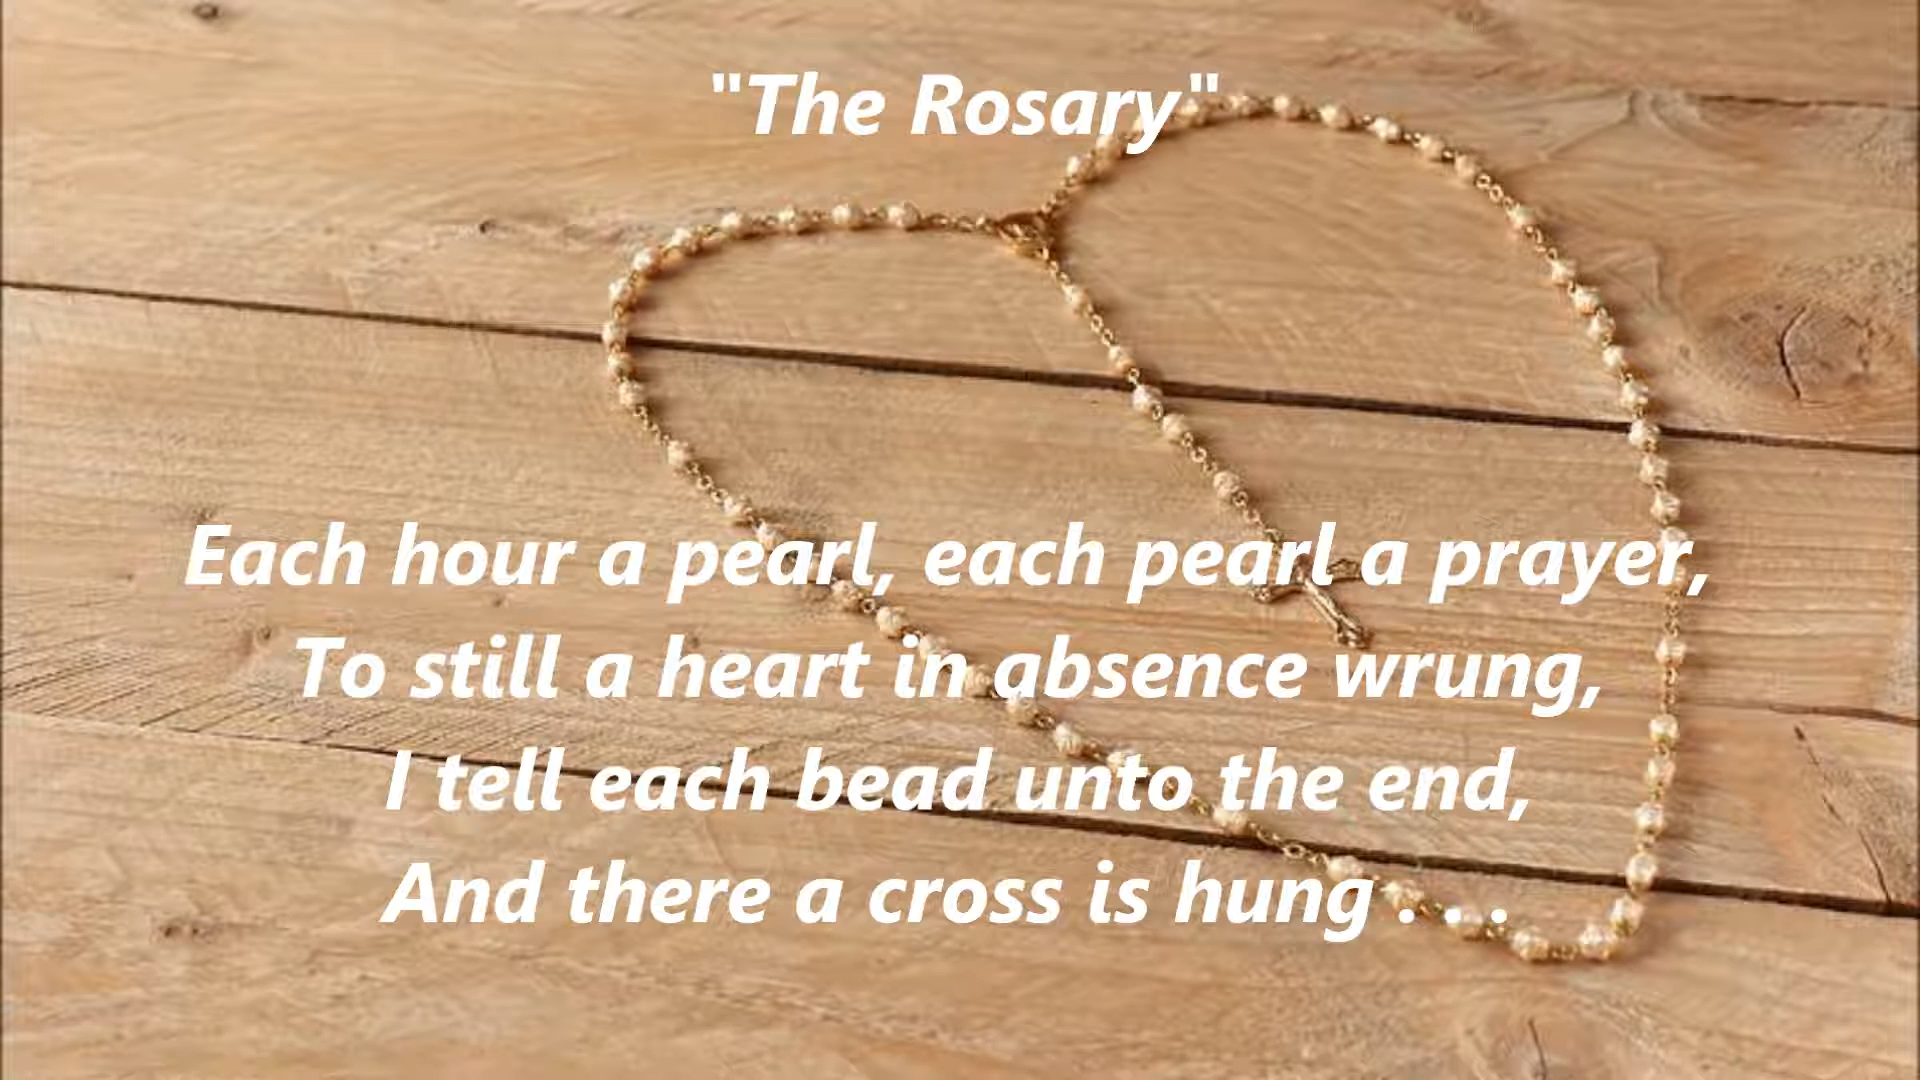 "The Rosary"
Each hour a pearl, each pearl a prayer,
To still a heart in absence wrung,
I tell each bead unto the end,
And there a cross is hung . . .